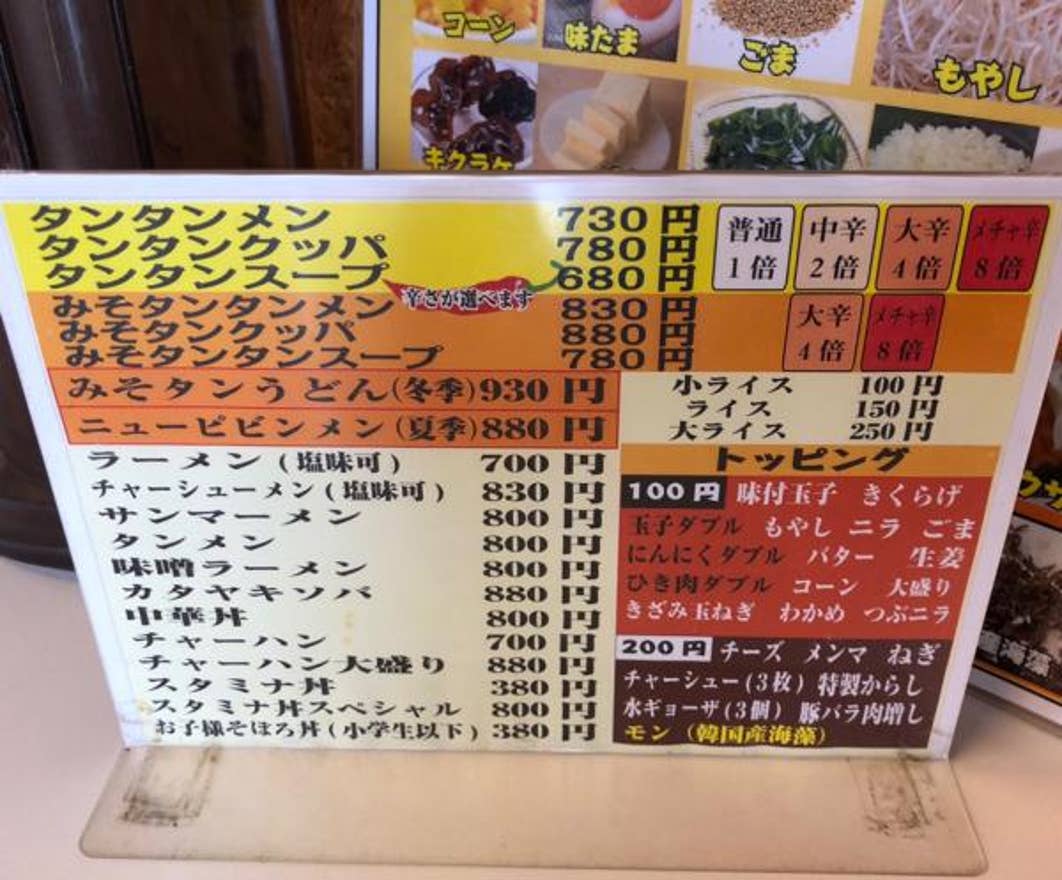 コーン 味たま ごま もやし
キクラゲ
タンタンメン 730円
タンタンクッパ 780円
タンタンスープ 680円
辛さが選べます
普通 中辛 大辛 メチャ辛
1倍 2倍 4倍 8倍
みそタンタンメン 830円
みそタンクッパ 880円
みそタンタンスープ 780円
大辛 メチャ辛
4倍 8倍
みそタンうどん(冬季)930円
ニュービビンメン(夏季)880円
小ライス 100円
ライス 150円
大ライス 250円
ラーメン(塩味可) 700円
チャーシューメン(塩味可) 830円
サンマーメン 800円
タンメン 800円
味噌ラーメン 800円
カタヤキソバ 880円
中華丼 800円
チャーハン 700円
チャーハン大盛り 880円
スタミナ丼 380円
スタミナ丼スペシャル 800円
お子様そぼろ丼(小学生以下) 380円
トッピング
100円 味付玉子 きくらげ
玉子ダブル もやし ニラ ごま
にんにくダブル バター 生姜
ひき肉ダブル コーン 大盛り
きざみ玉ねぎ わかめ つぶニラ
200円 チーズ メンマ ねぎ
チャーシュー(3枚) 特製からし
水ギョーザ(3個) 豚バラ肉増し
モン(韓国産海藻)
海藻